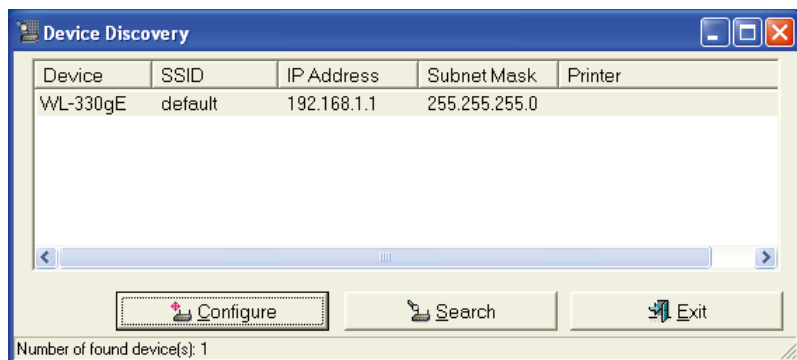 Device Discovery
Device SSID IP Address Subnet Mask Printer
WL-330gE default 192.168.1.1 255.255.255.0
Configure Search Exit
Number of found device(s): 1